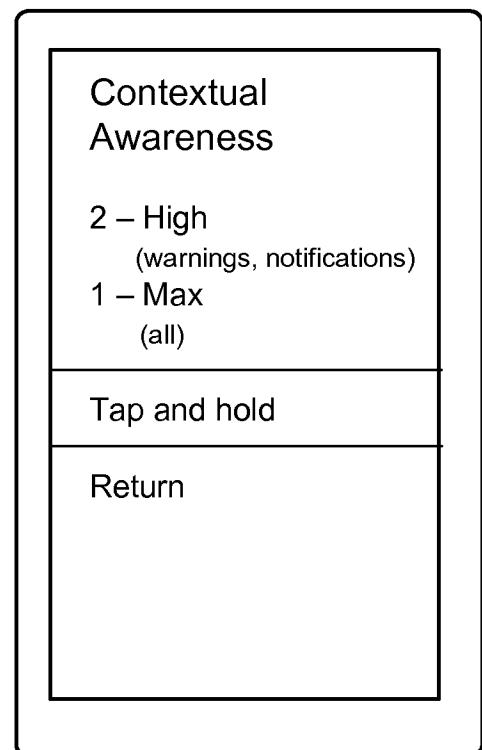 Contextual
Awareness
2 – High
(warnings, notifications)
1 – Max
(all)
Tap and hold
Return